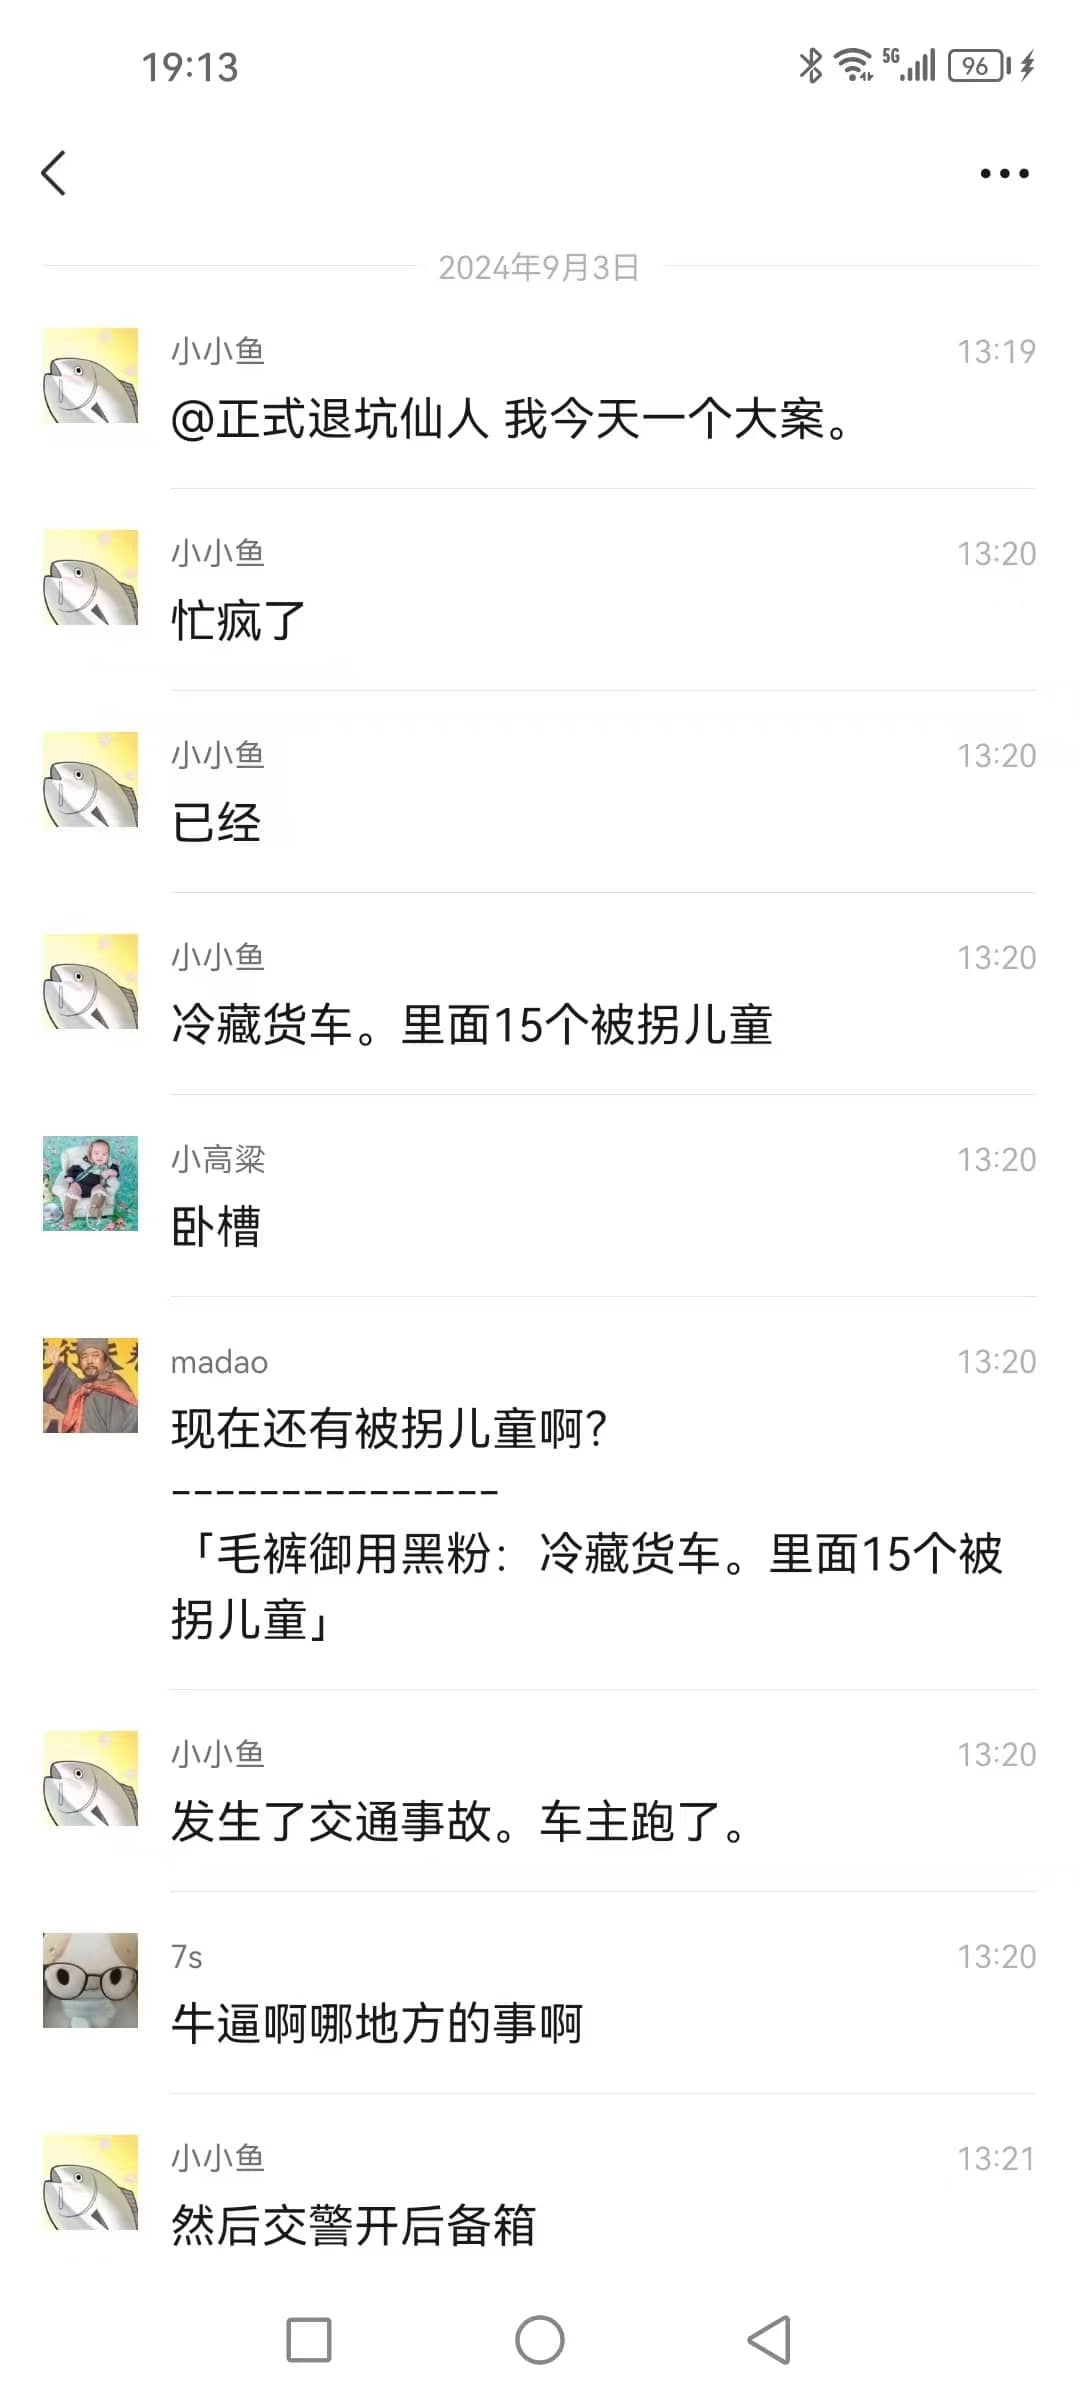 19:13
5G
96
2024年9月3日
小小鱼 13:19
@正式退坑仙人 我今天一个大案。
小小鱼 13:20
忙疯了
小小鱼 13:20
已经
小小鱼 13:20
冷藏货车。里面15个被拐儿童
小高粱 13:20
卧槽
madao 13:20
现在还有被拐儿童啊？
---------------
「毛裤御用黑粉：冷藏货车。里面15个被
拐儿童」
小小鱼 13:20
发生了交通事故。车主跑了。
7s 13:20
牛逼啊哪地方的事啊
小小鱼 13:21
然后交警开后备箱